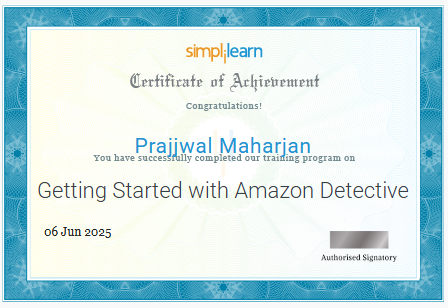 simplilearn
Certificate of Achievement
Congratulations!
Prajjwal Maharjan
You have successfully completed our training program on
Getting Started with Amazon Detective
06 Jun 2025
Authorised Signatory